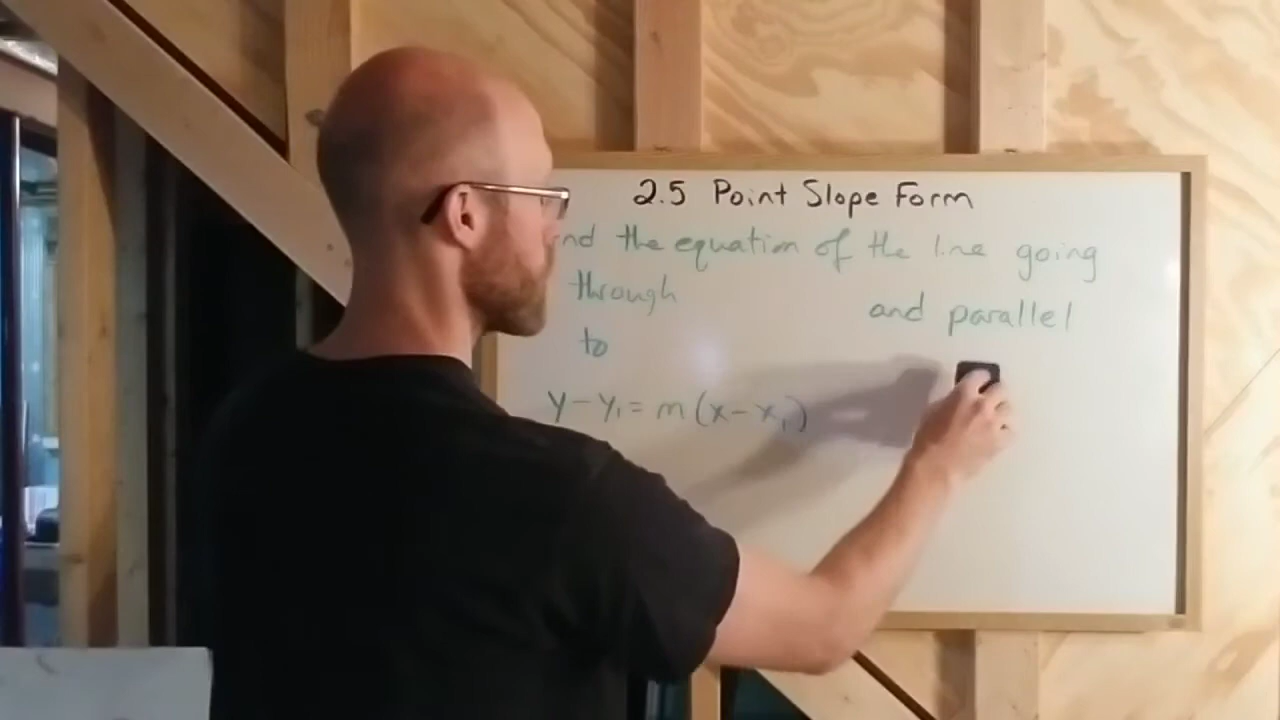 2.5 Point Slope Form
nd the equation of the line going
through and parallel
to
y-y₁=m(x-x₁)